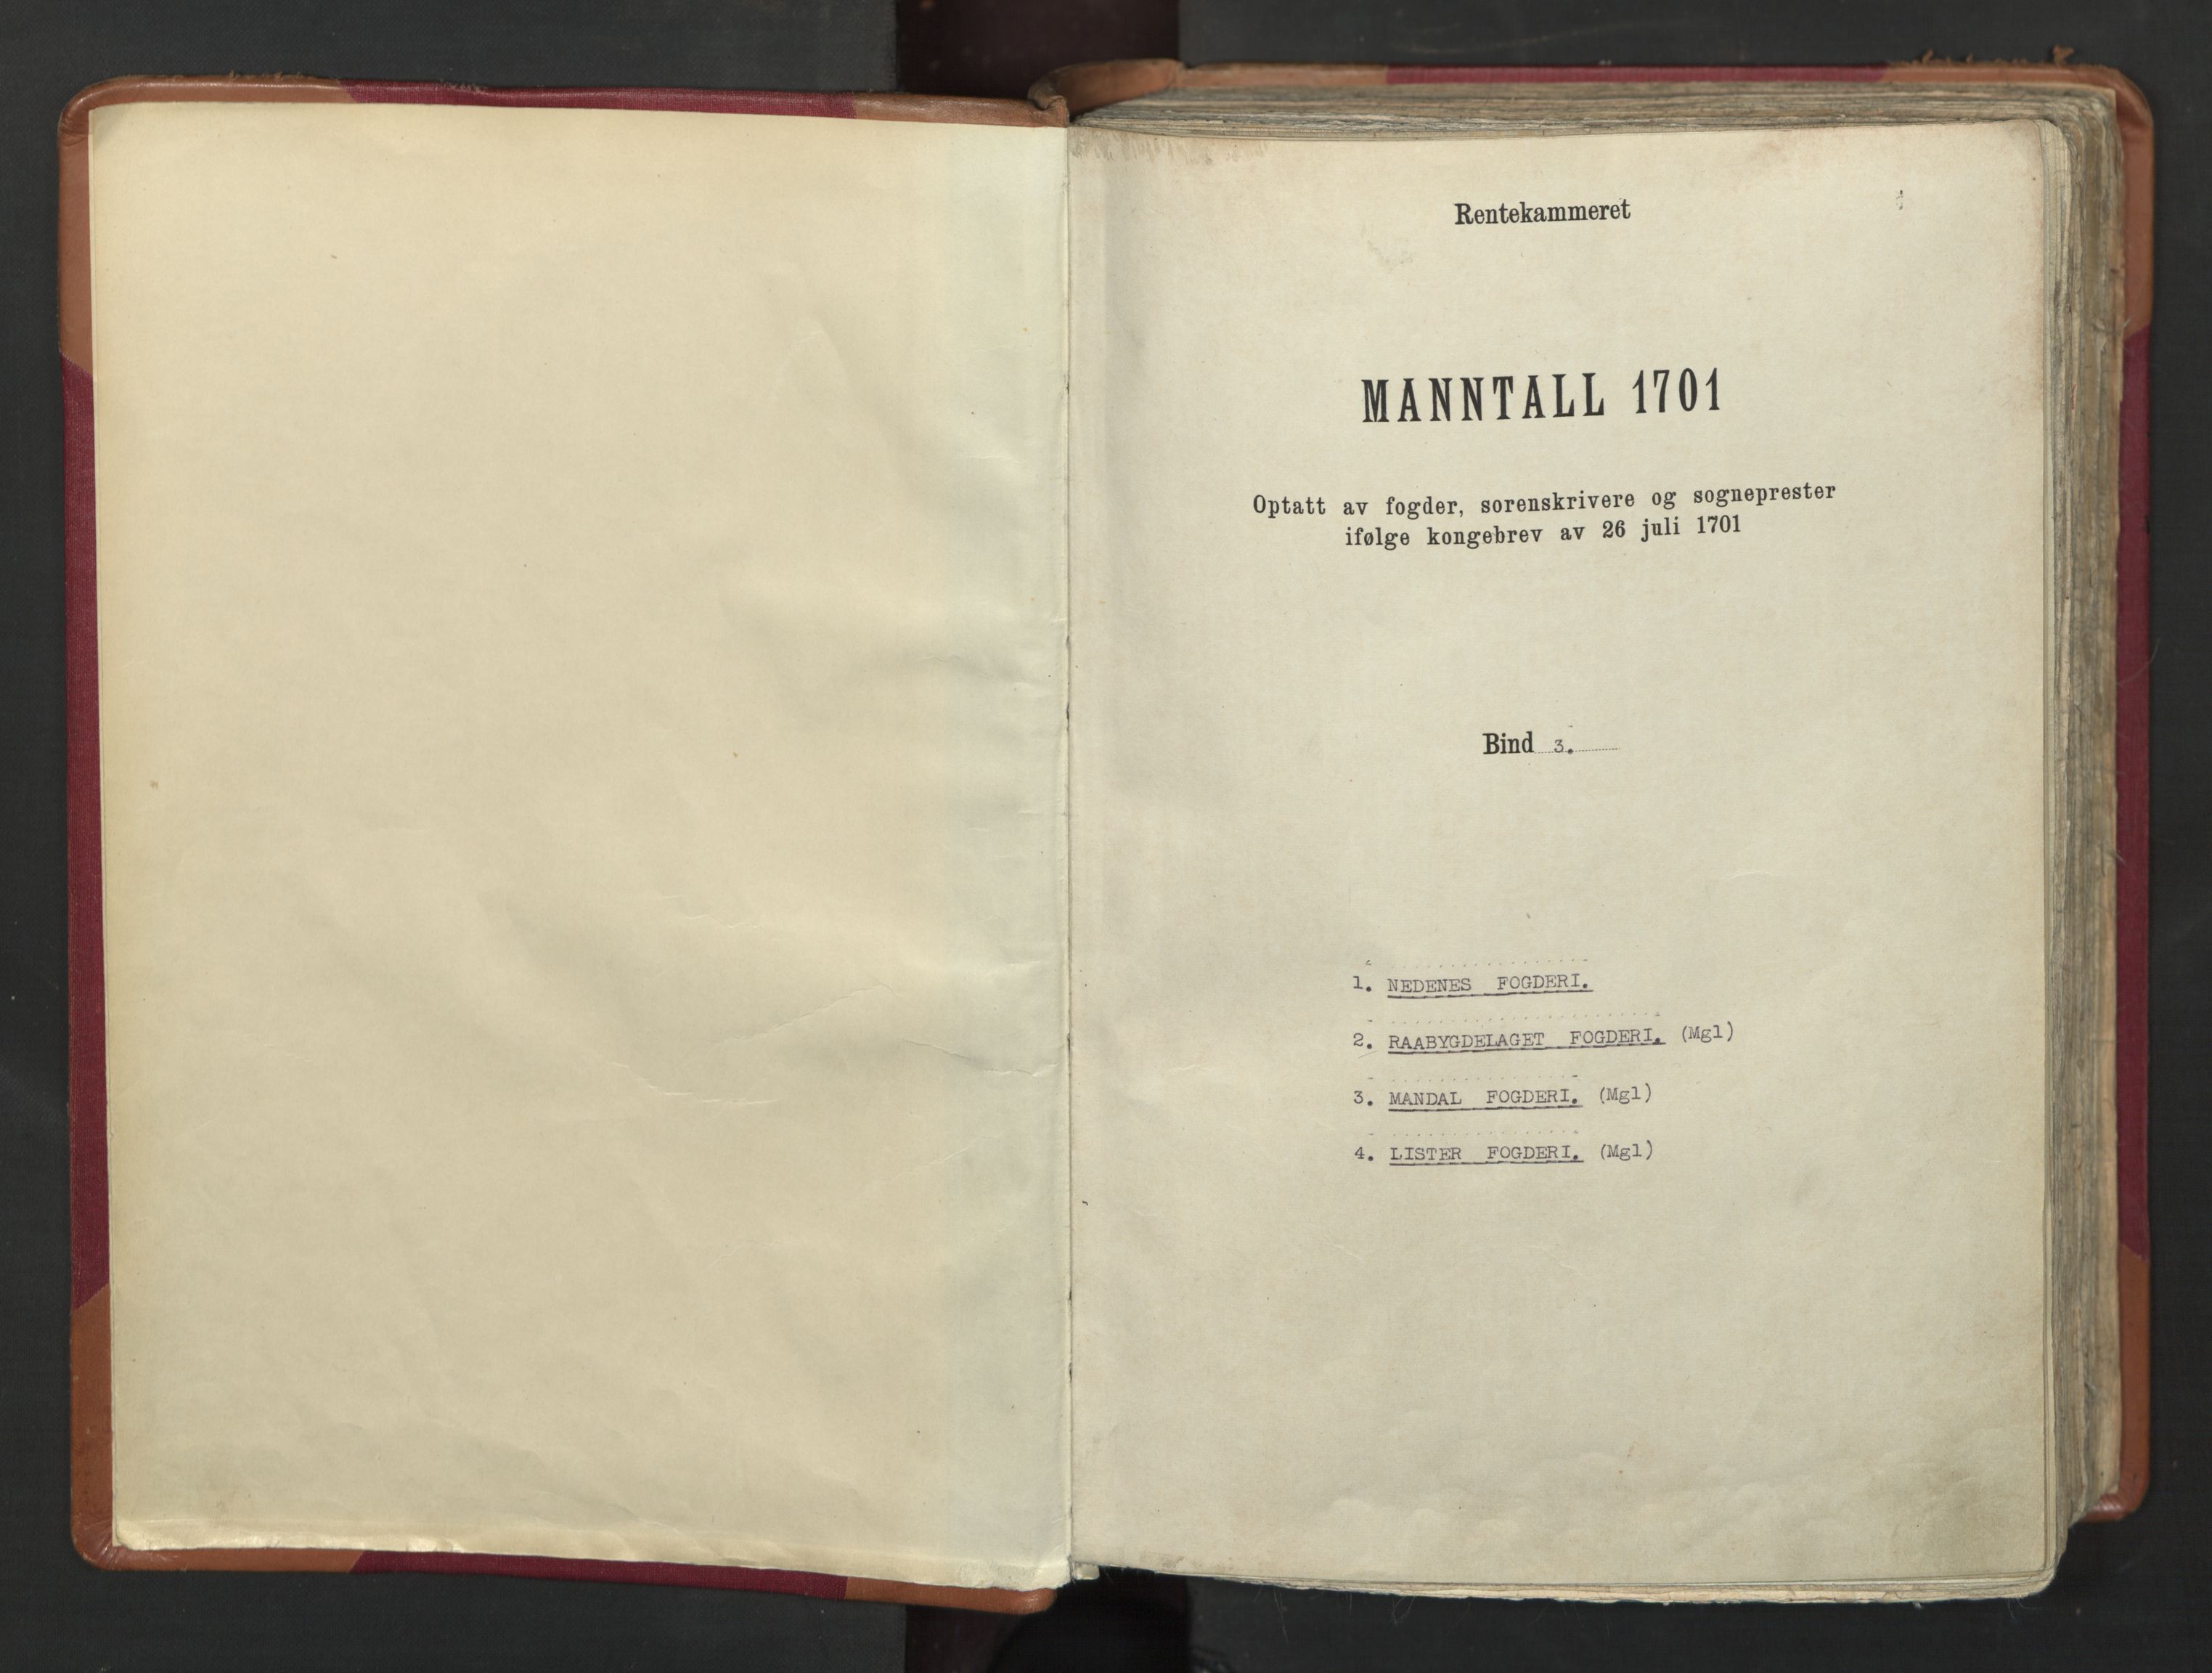 Rentekammeret
MANNTALL 1701
Optatt av fogder, sorenskrivere og sogneprester
ifølge kongebrev av 26 juli 1701
Bind 3.
1. NEDENES FOGDERI.
2. RAABYGDELAGET FOGDERI. (Mgl)
3. MANDAL FOGDERI. (Mgl)
4. LISTER FOGDERI. (Mgl)